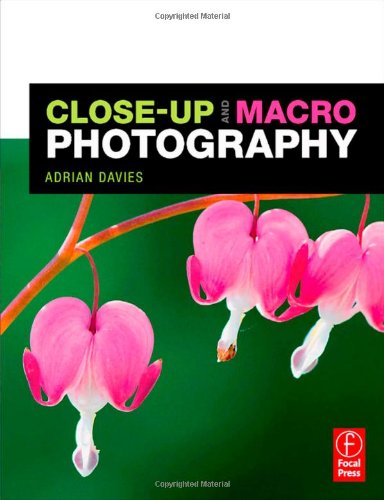 Copyrighted Material
CLOSE-UP AND MACRO
PHOTOGRAPHY
ADRIAN DAVIES
f
Focal
Press
Copyrighted Material